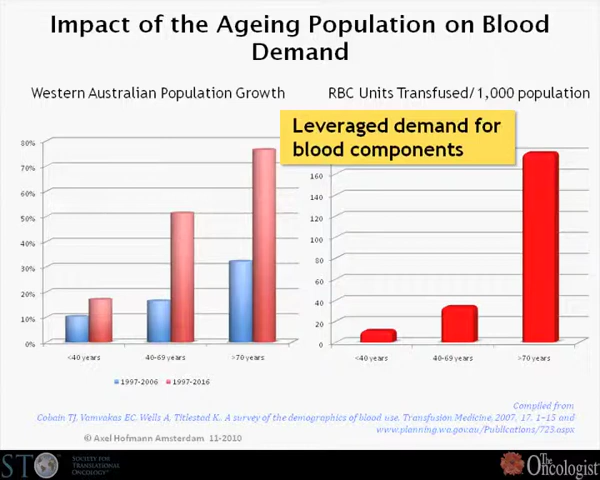 Impact of the Ageing Population on Blood
Demand
Western Australian Population Growth
RBC Units Transfused/1,000 population
Leveraged demand for
blood components
80%
70%
60%
50%
40%
30%
20%
10%
0%
<40 years
40-69 years
>70 years
1997-2006
1997-2016
160
140
120
100
80
60
40
20
0
<40 years
40-69 years
>70 years
Compiled from
Cobain TJ. Vamvakas EC. Wells A. Titlestad K. A survey of the demographics of blood use. Transfusion Medicine, 2007, 17, 1-15 and
www.planning.wa.gov.au/Publications/723.aspx
© Axel Hofmann Amsterdam 11-2010
STO
SOCIETY FOR
TRANSLATIONAL
ONCOLOGY
The
Oncologist